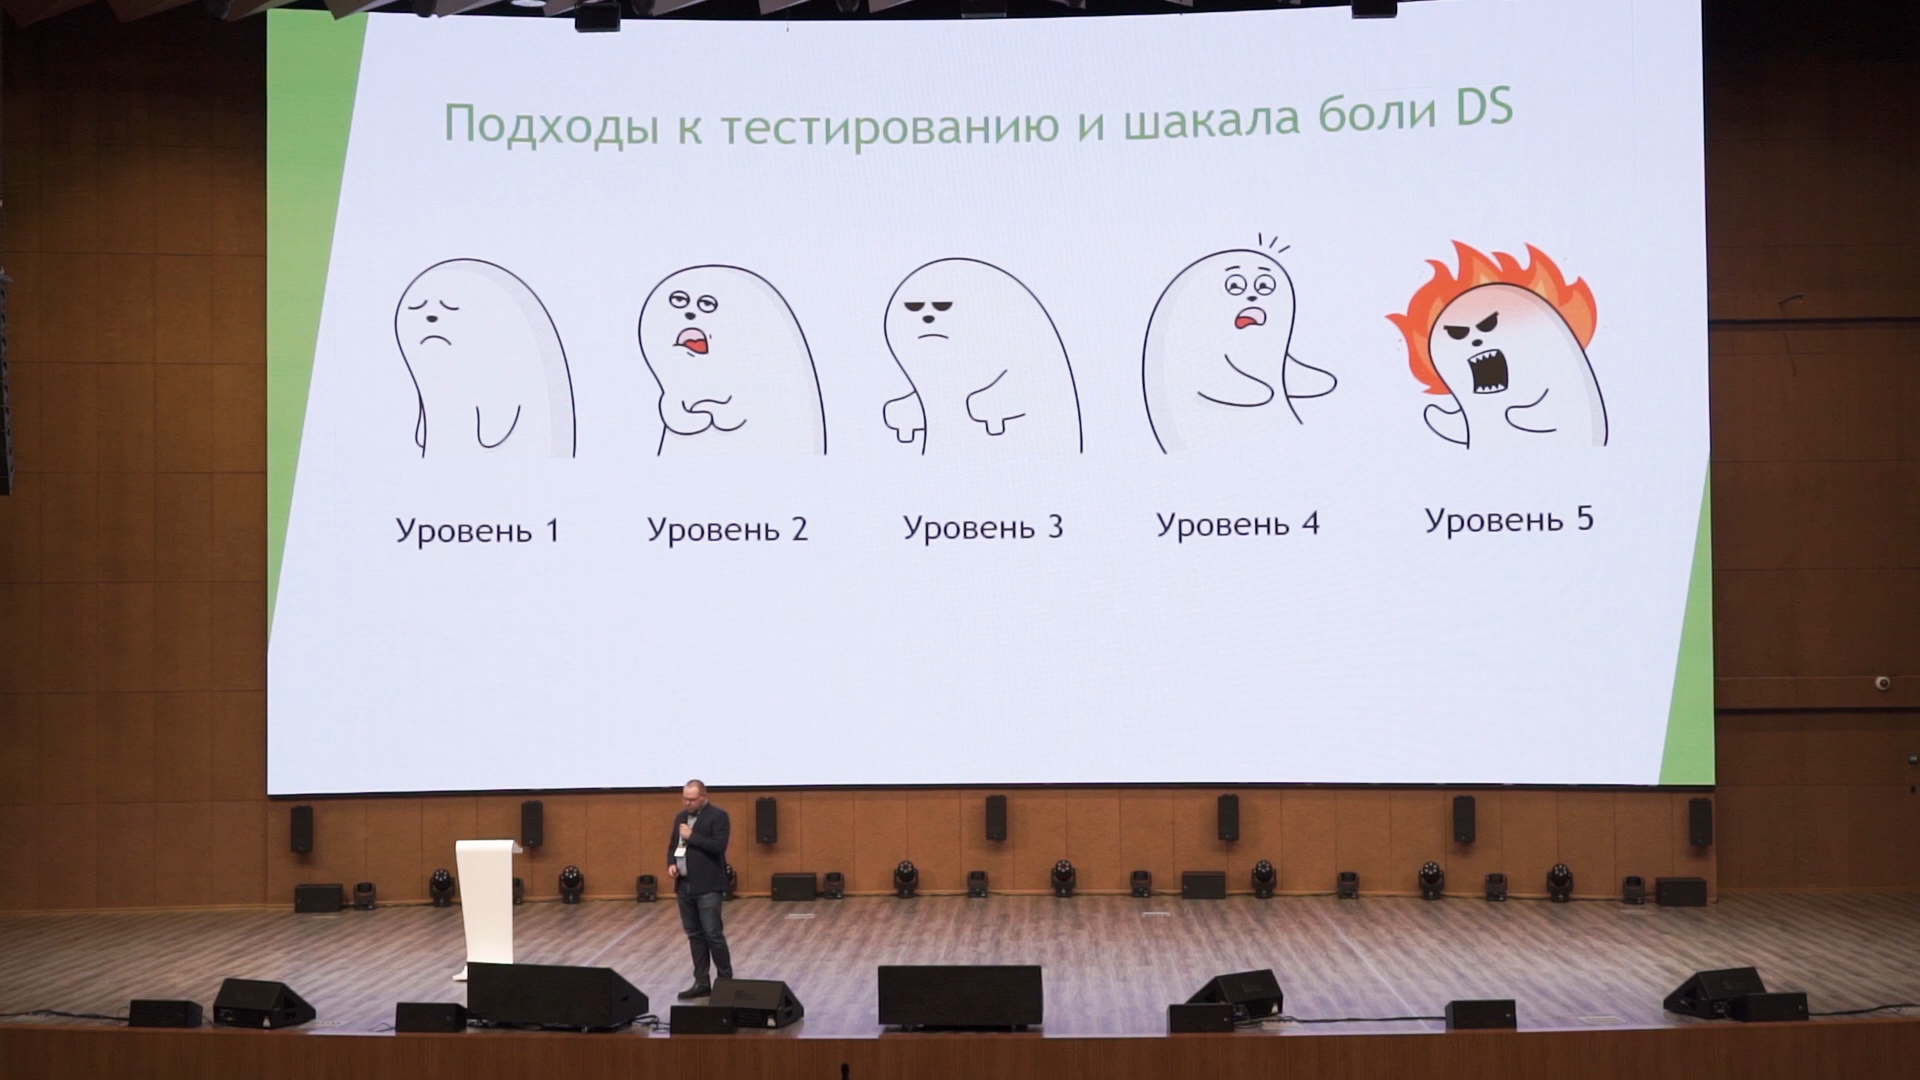 Подходы к тестированию и шакала боли DS
Уровень 1 Уровень 2 Уровень 3 Уровень 4 Уровень 5